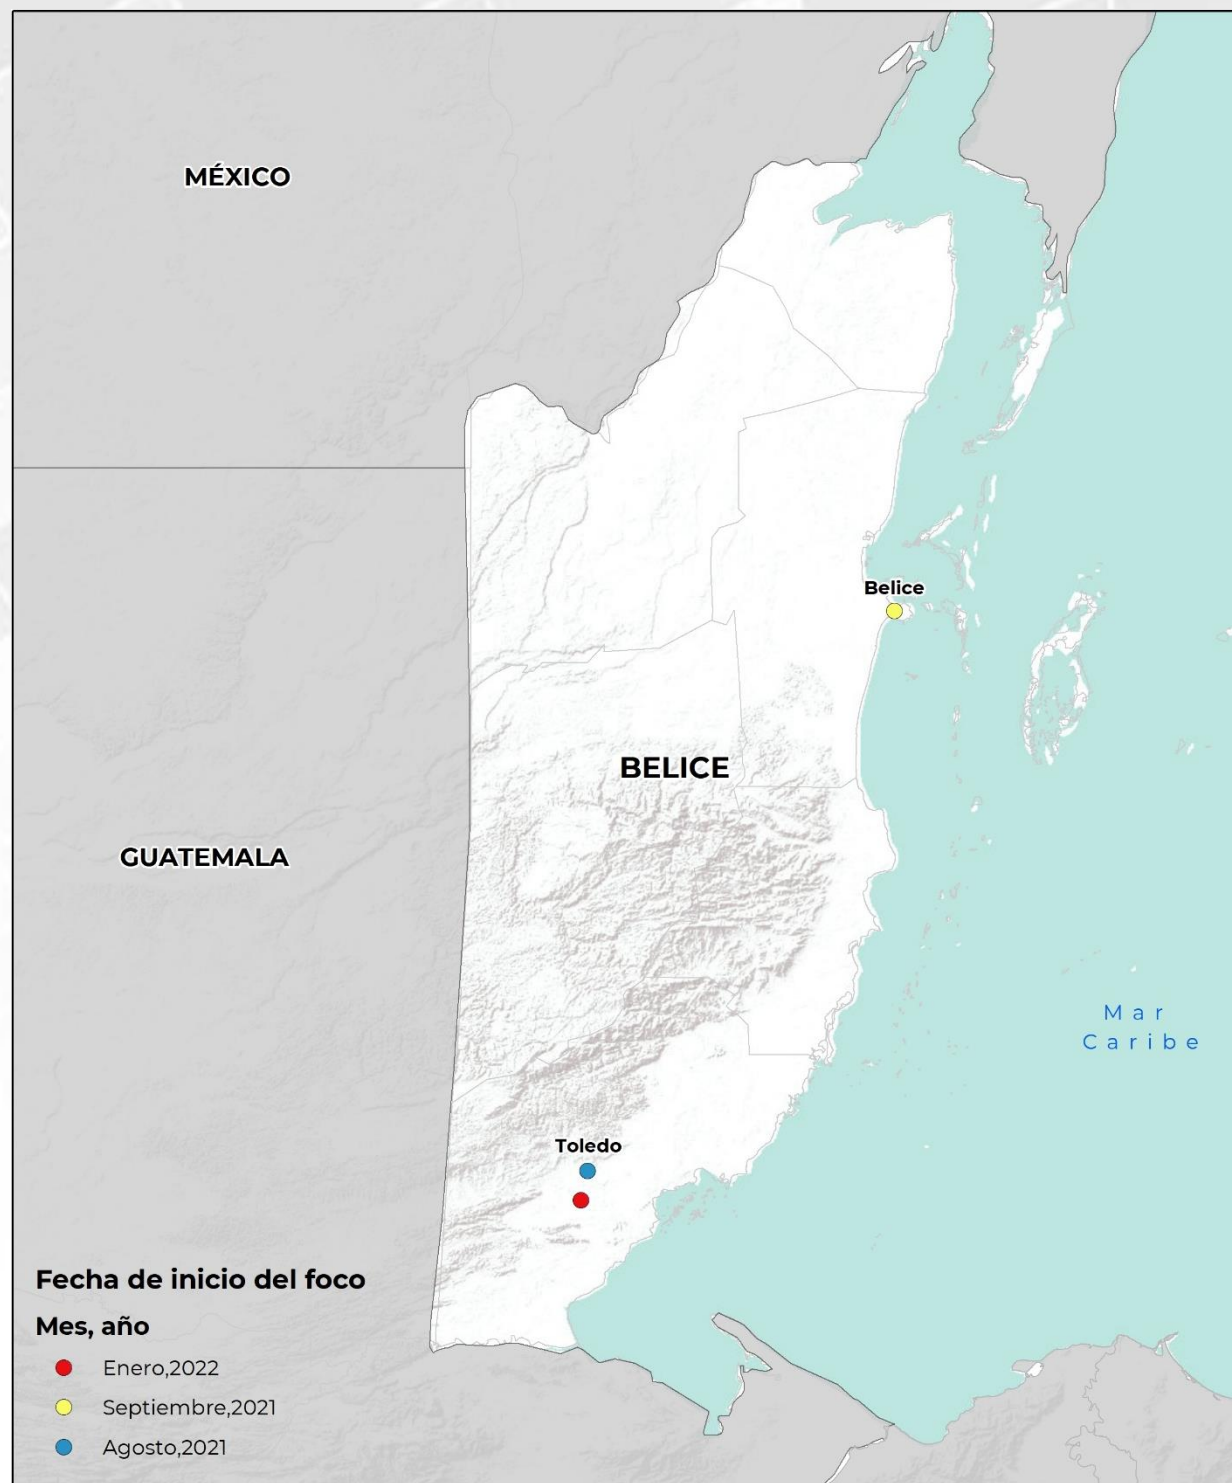 MÉXICO
Belice
BELICE
GUATEMALA
Mar
Caribe
Toledo
Fecha de inicio del foco
Mes, año
Enero,2022
Septiembre,2021
Agosto,2021